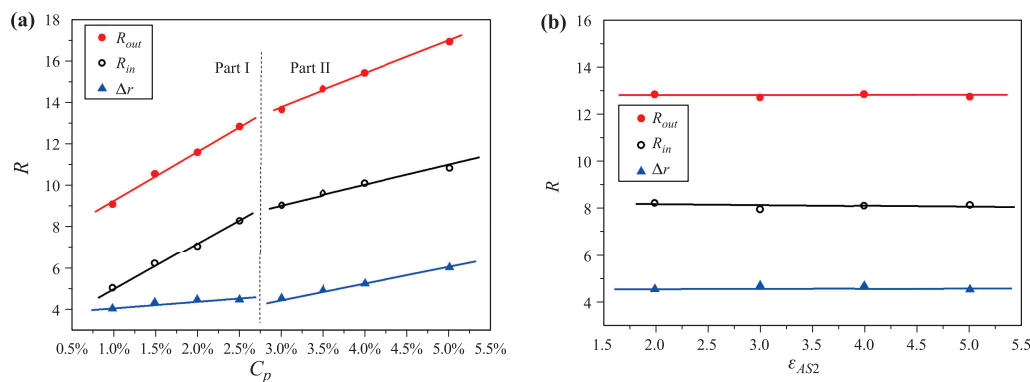 (a)
R_out
R_in
Δr
Part I
Part II
R
18
16
14
12
10
8
6
4
0.5% 1.0% 1.5% 2.0% 2.5% 3.0% 3.5% 4.0% 4.5% 5.0% 5.5%
C_p
(b)
R_out
R_in
Δr
R
16
14
12
10
8
6
4
1.5 2.0 2.5 3.0 3.5 4.0 4.5 5.0 5.5
ε_AS2